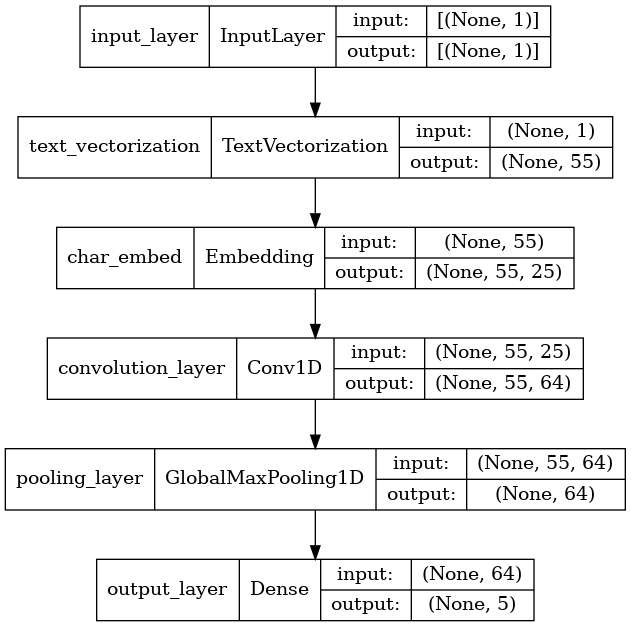 input_layer InputLayer input: [(None, 1)]
output: [(None, 1)]
text_vectorization TextVectorization input: (None, 1)
output: (None, 55)
char_embed Embedding input: (None, 55)
output: (None, 55, 25)
convolution_layer Conv1D input: (None, 55, 25)
output: (None, 55, 64)
pooling_layer GlobalMaxPooling1D input: (None, 55, 64)
output: (None, 64)
output_layer Dense input: (None, 64)
output: (None, 5)